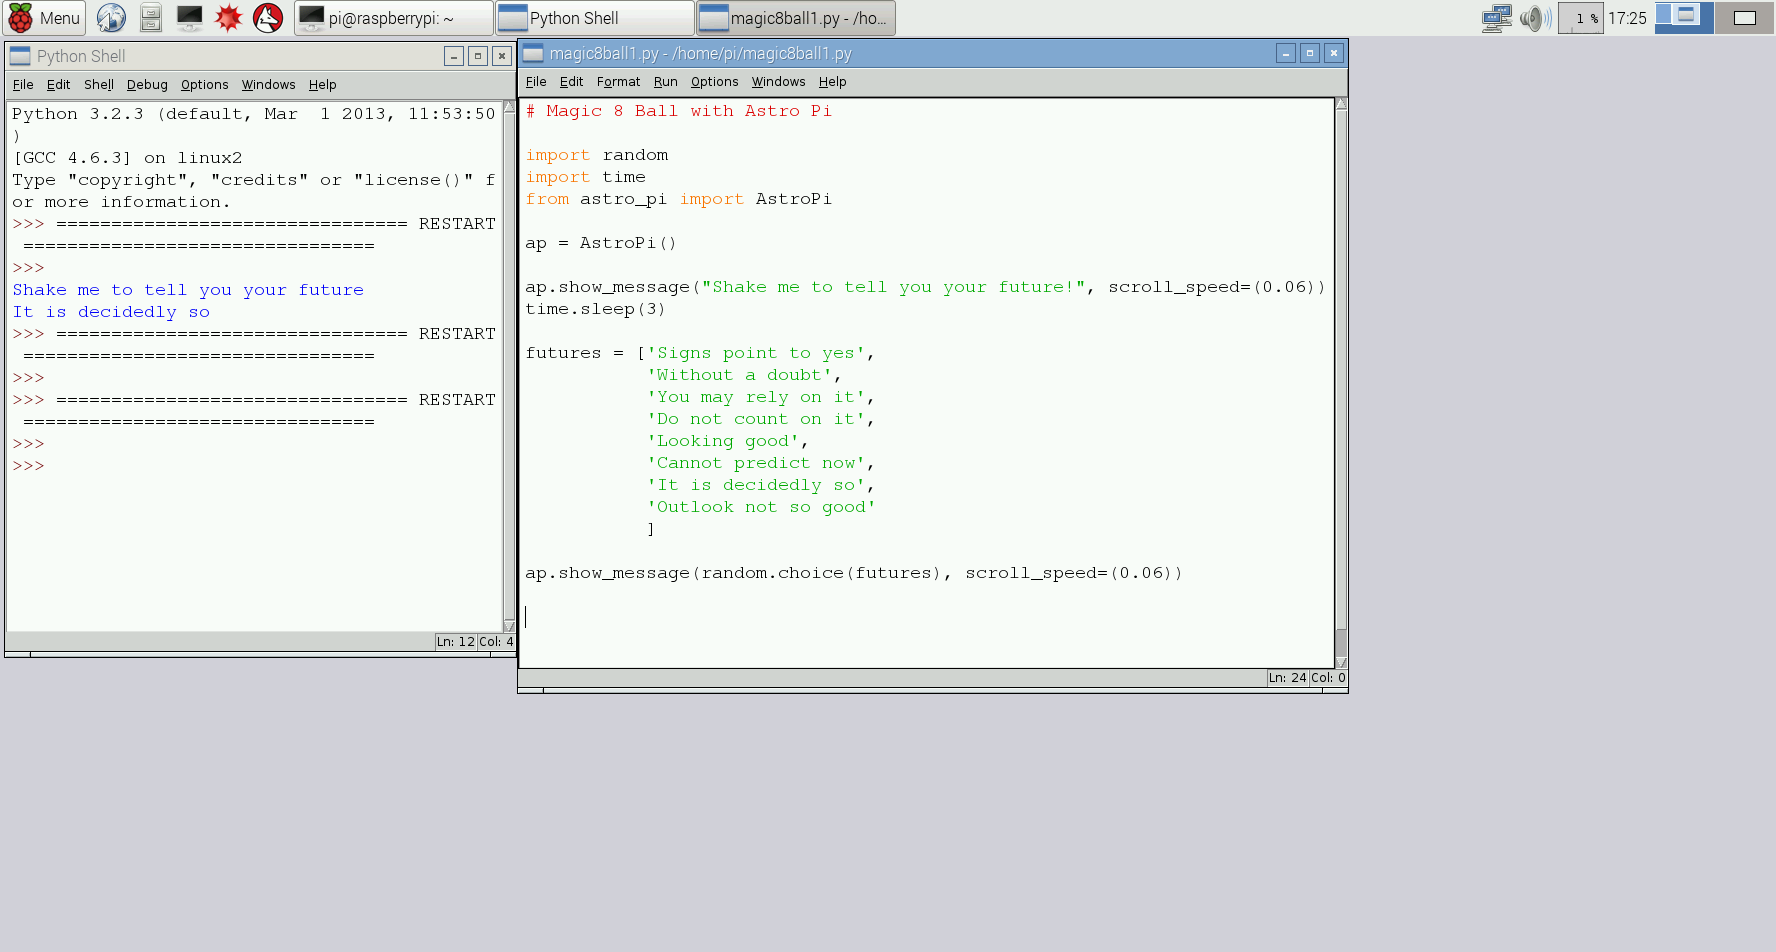 Menu
pi@raspberrypi: ~
Python Shell
magic8ball1.py - /ho...
1 %
17:25
Python Shell
File Edit Shell Debug Options Windows Help
Python 3.2.3 (default, Mar  1 2013, 11:53:50
)
[GCC 4.6.3] on linux2
Type "copyright", "credits" or "license()" f
or more information.
>>> ================================ RESTART
 ================================
>>>
Shake me to tell you your future
It is decidedly so
>>> ================================ RESTART
 ================================
>>>
>>> ================================ RESTART
 ================================
>>>
>>>
Ln: 12 Col: 4
magic8ball1.py - /home/pi/magic8ball1.py
File Edit Format Run Options Windows Help
# Magic 8 Ball with Astro Pi
import random
import time
from astro_pi import AstroPi
ap = AstroPi()
ap.show_message("Shake me to tell you your future!", scroll_speed=(0.06))
time.sleep(3)
futures = ['Signs point to yes',
           'Without a doubt',
           'You may rely on it',
           'Do not count on it',
           'Looking good',
           'Cannot predict now',
           'It is decidedly so',
           'Outlook not so good'
           ]
ap.show_message(random.choice(futures), scroll_speed=(0.06))
Ln: 24 Col: 0